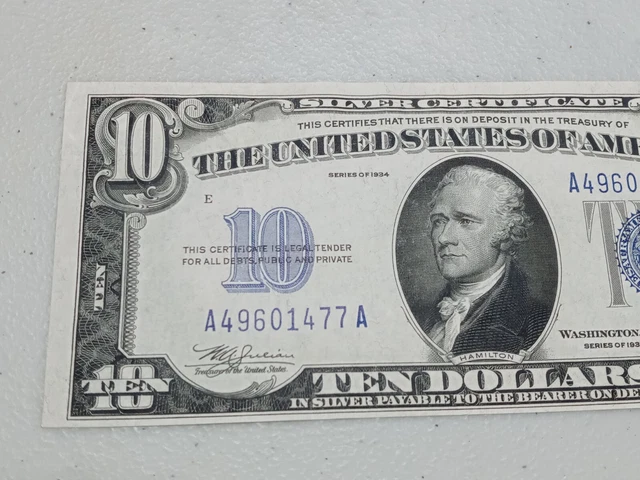 SILVER CERTIFICATE
10
THIS CERTIFIES THAT THERE IS ON DEPOSIT IN THE TREASURY OF
THE UNITED STATES OF AM
SERIES OF 1934
A4960
E
10
THIS CERTIFICATE IS LEGAL TENDER
FOR ALL DEBTS, PUBLIC AND PRIVATE
TEN
A49601477A
WASHINGTON,
SERIES OF 193
W A Julian
Treasurer of the United States.
HAMILTON
10
TEN
TEN DOLLARS
IN SILVER PAYABLE TO THE BEARER ON DE